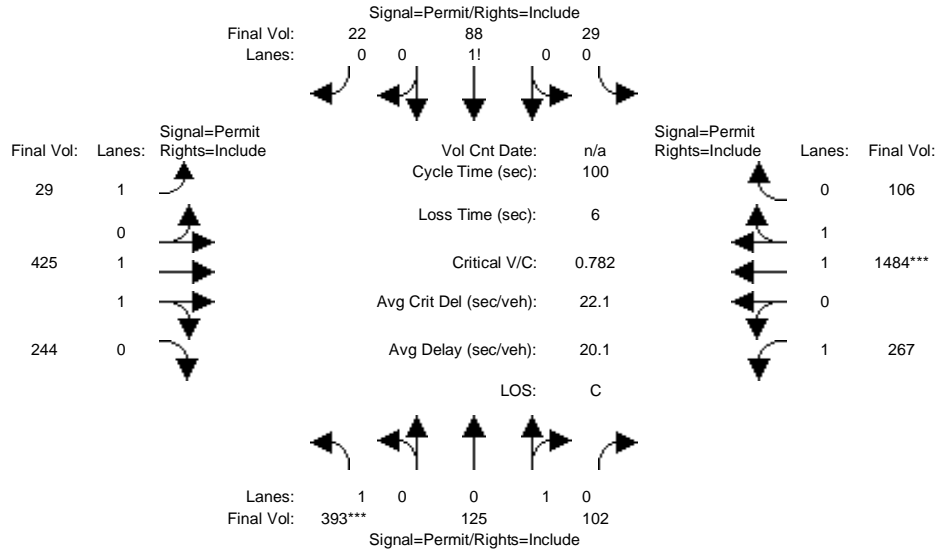 Signal=Permit/Rights=Include
Final Vol: 22 88 29
Lanes: 0 0 1! 0 0
Signal=Permit Signal=Permit
Final Vol: Lanes: Rights=Include Vol Cnt Date: n/a Rights=Include Lanes: Final Vol:
Cycle Time (sec): 100
29 1 0 106
Loss Time (sec): 6
0 1
425 1 Critical V/C: 0.782 1 1484***
1 Avg Crit Del (sec/veh): 22.1 0
244 0 Avg Delay (sec/veh): 20.1 1 267
LOS: C
Lanes: 1 0 0 1 0
Final Vol: 393*** 125 102
Signal=Permit/Rights=Include